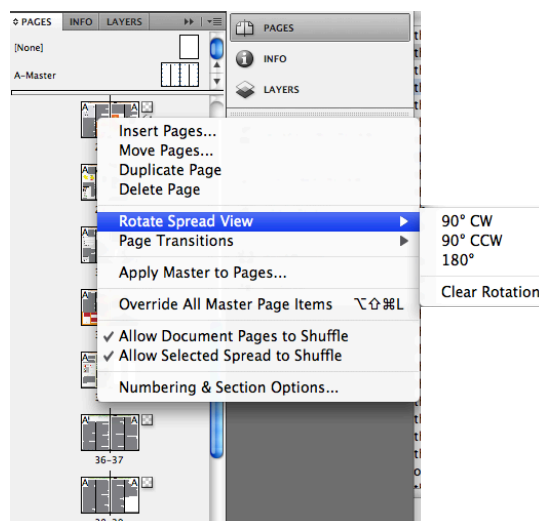 PAGES INFO LAYERS
[None]
A-Master
PAGES
INFO
LAYERS
Insert Pages...
Move Pages...
Duplicate Page
Delete Page
Rotate Spread View
Page Transitions
Apply Master to Pages...
Override All Master Page Items ⌥⇧⌘L
✓ Allow Document Pages to Shuffle
✓ Allow Selected Spread to Shuffle
Numbering & Section Options...
90° CW
90° CCW
180°
Clear Rotation
36-37